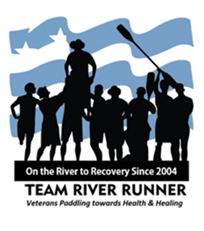 On the River to Recovery Since 2004
TEAM RIVER RUNNER
Veterans Paddling towards Health & Healing